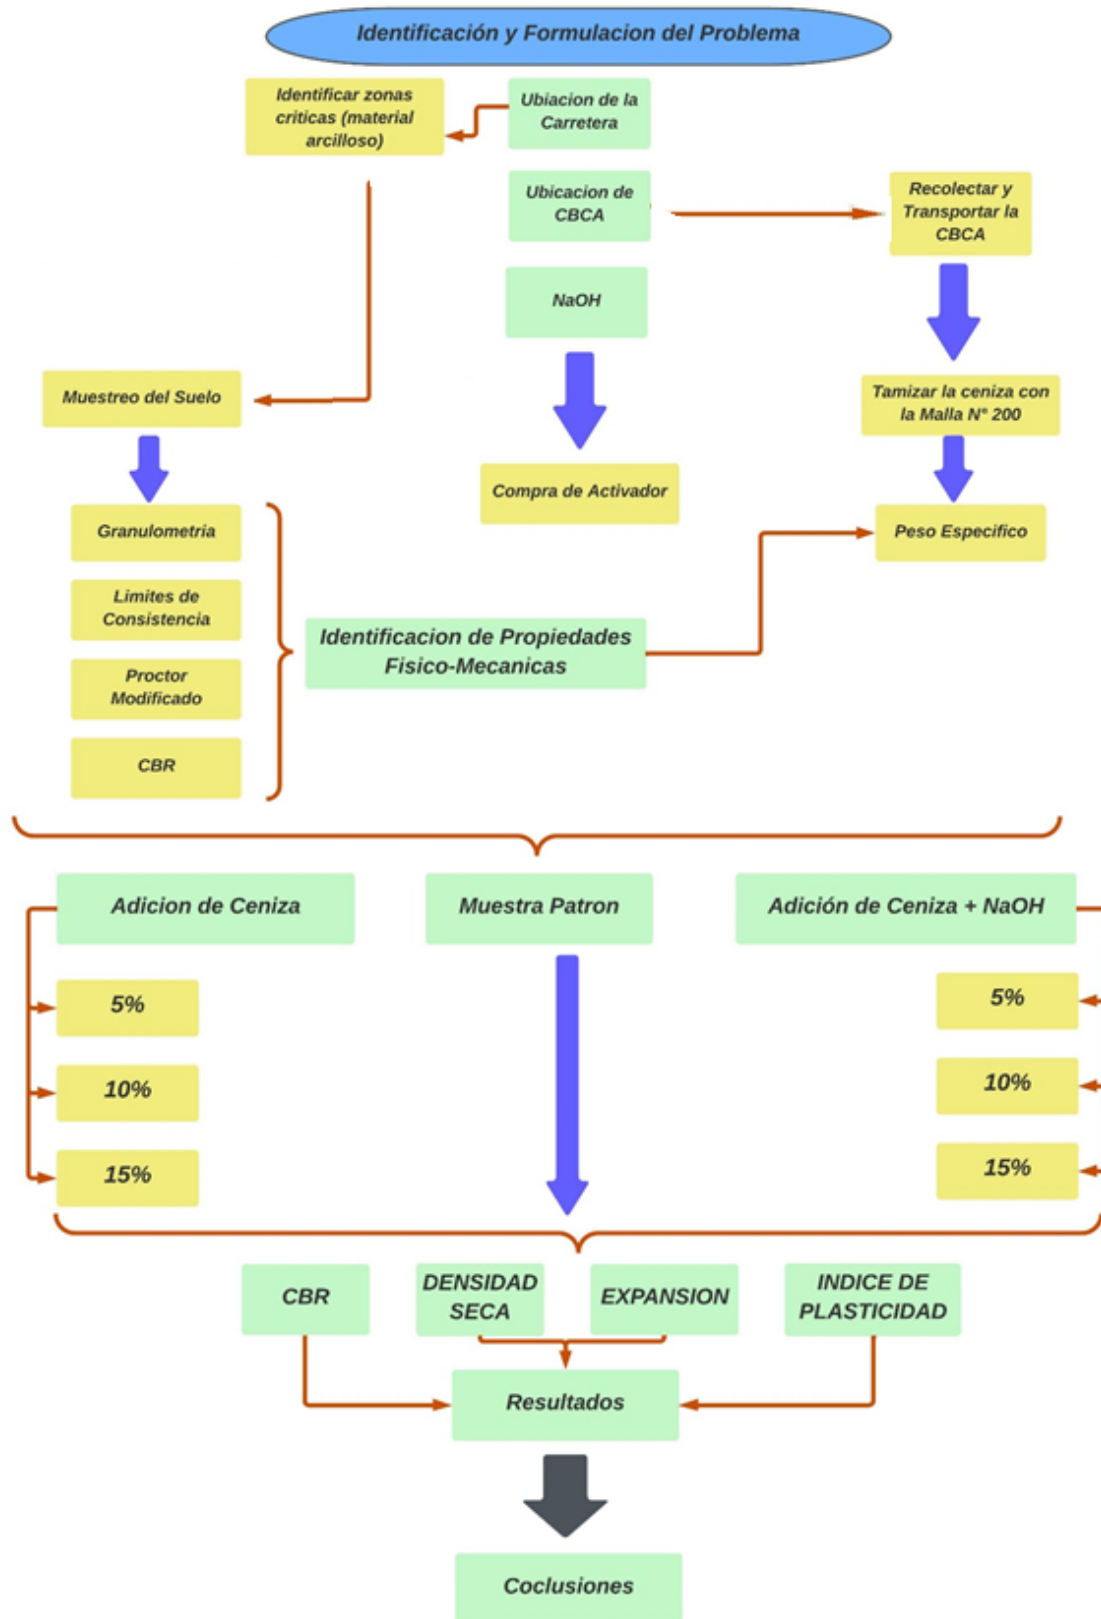 Identificación y Formulacion del Problema
Identificar zonas
criticas (material
arcilloso)
Ubiacion de la
Carretera
Ubicacion de
CBCA
Recolectar y
Transportar la
CBCA
NaOH
Muestreo del Suelo
Tamizar la ceniza con
la Malla N° 200
Compra de Activador
Granulometria
Peso Especifico
Limites de
Consistencia
Identificacion de Propiedades
Fisico-Mecanicas
Proctor
Modificado
CBR
Adicion de Ceniza
Muestra Patron
Adición de Ceniza + NaOH
5%
10%
15%
5%
10%
15%
CBR
DENSIDAD
SECA
EXPANSION
INDICE DE
PLASTICIDAD
Resultados
Coclusiones